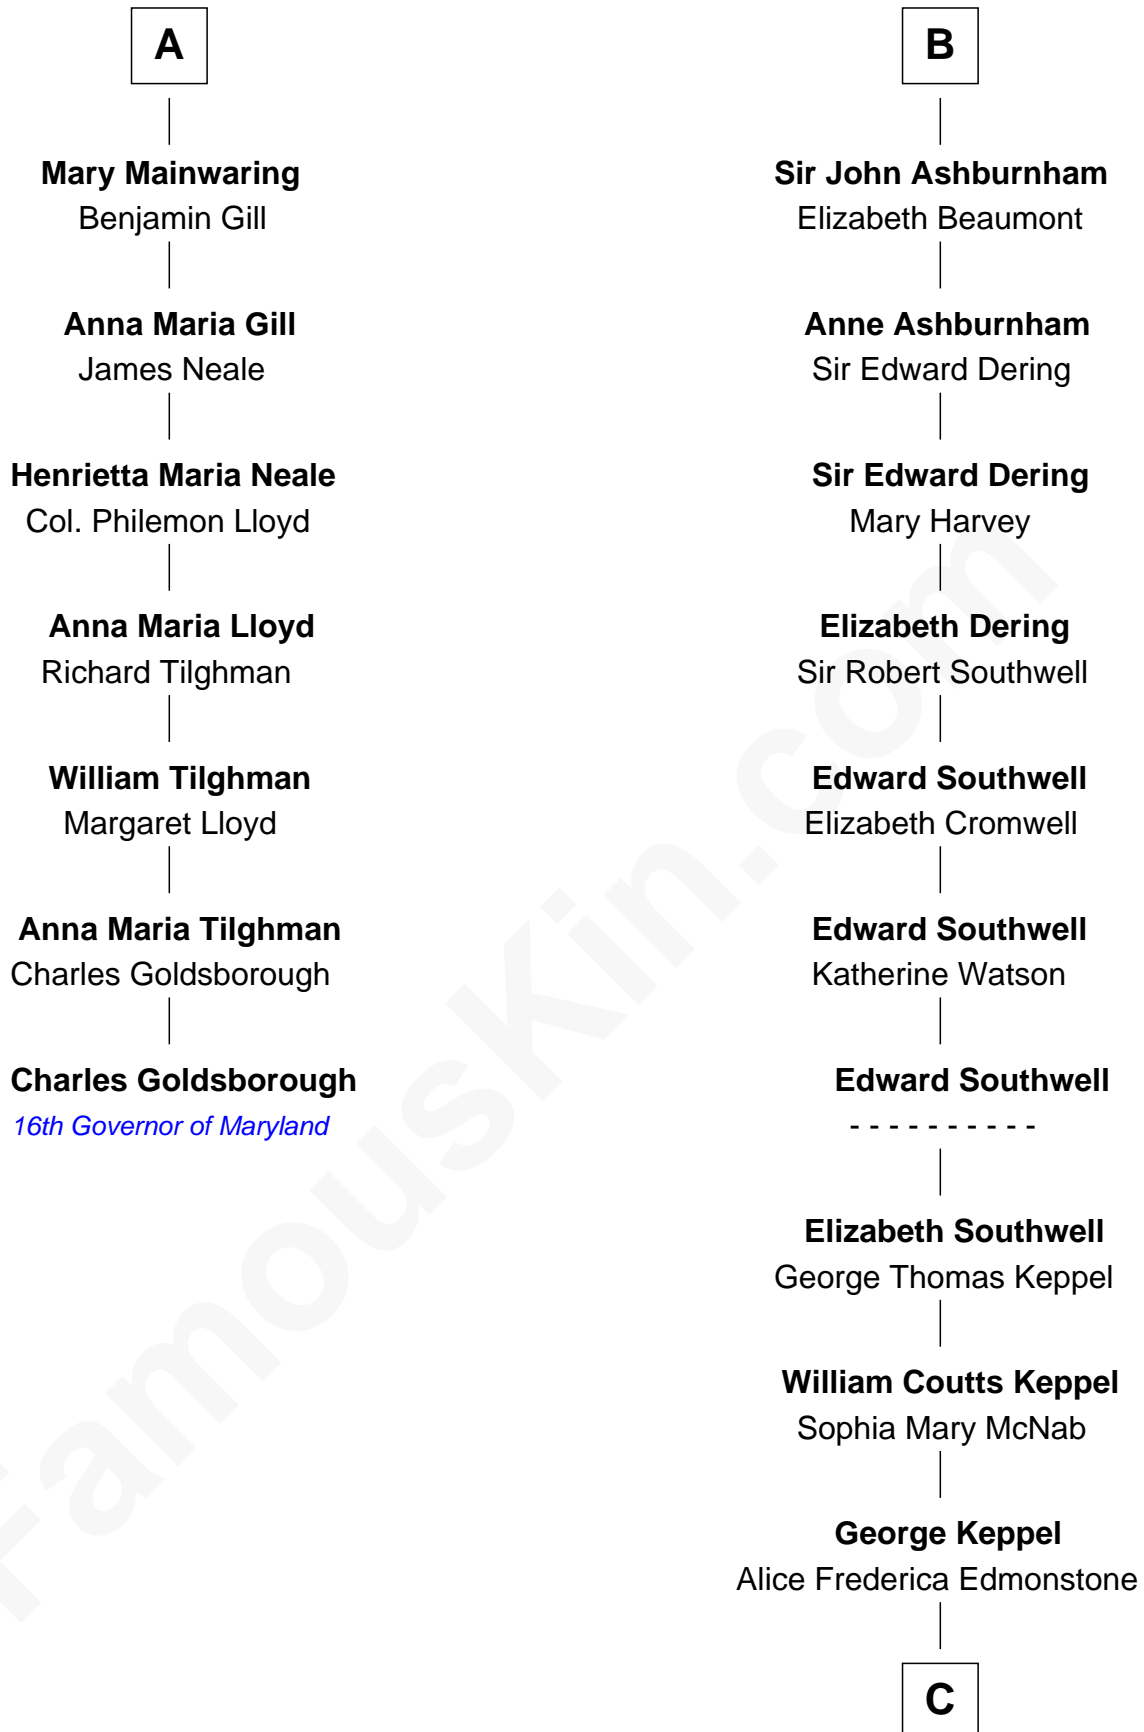 A
Mary Mainwaring
Benjamin Gill
Anna Maria Gill
James Neale
Henrietta Maria Neale
Col. Philemon Lloyd
Anna Maria Lloyd
Richard Tilghman
William Tilghman
Margaret Lloyd
Anna Maria Tilghman
Charles Goldsborough
Charles Goldsborough
16th Governor of Maryland
B
Sir John Ashburnham
Elizabeth Beaumont
Anne Ashburnham
Sir Edward Dering
Sir Edward Dering
Mary Harvey
Elizabeth Dering
Sir Robert Southwell
Edward Southwell
Elizabeth Cromwell
Edward Southwell
Katherine Watson
Edward Southwell
- - - - - - - - - -
Elizabeth Southwell
George Thomas Keppel
William Coutts Keppel
Sophia Mary McNab
George Keppel
Alice Frederica Edmonstone
C
FamousKin.com